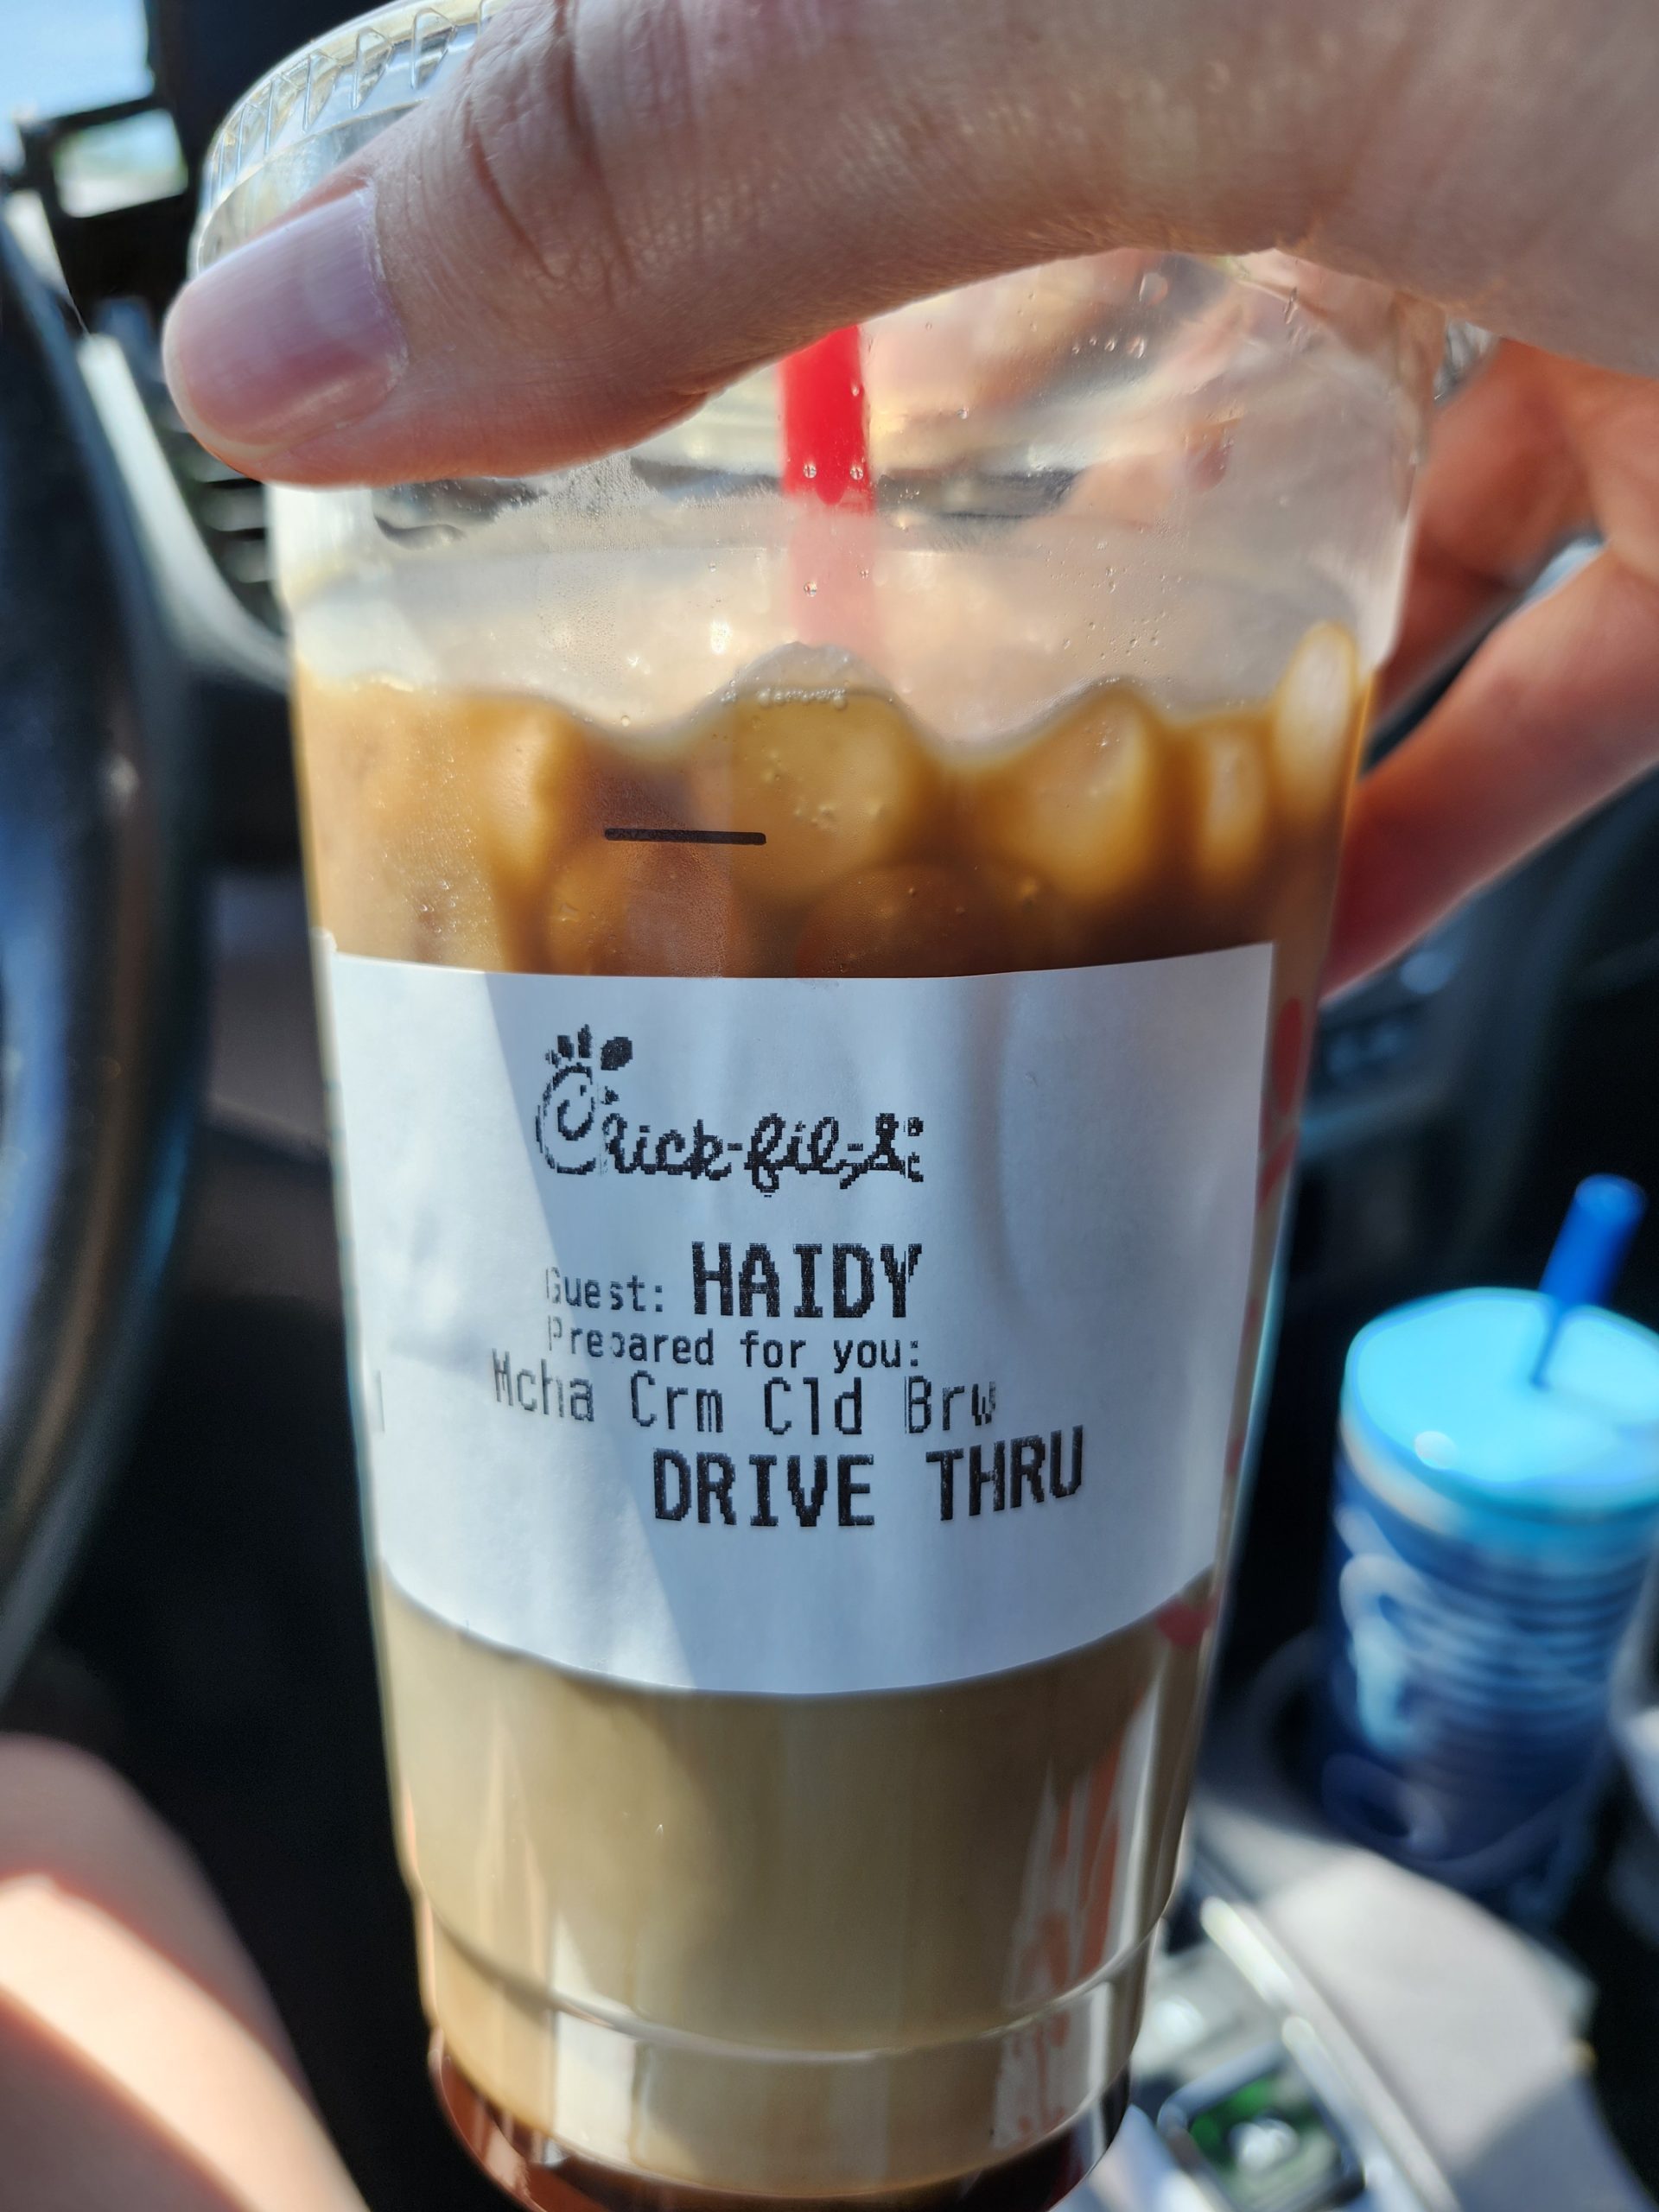 Chick-fil-A
Guest: HAIDY
Prepared for you:
Mcha Crm Cld Brw
DRIVE THRU